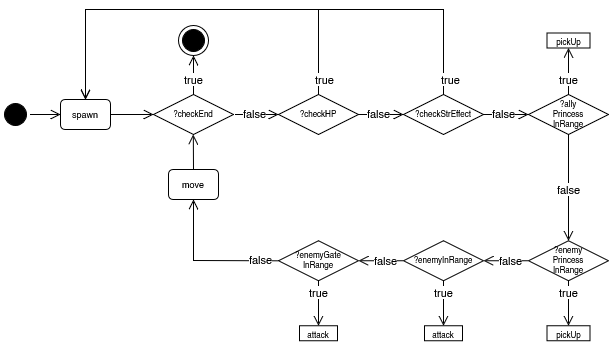 pickUp
true
true
true
true
spawn
?checkEnd
false
?checkHP
false
?checkStrEffect
false
?ally
Princess
InRange
move
false
?enemyGate
InRange
false
?enemyInRange
false
?enemy
Princess
InRange
false
true
true
true
attack
attack
pickUp